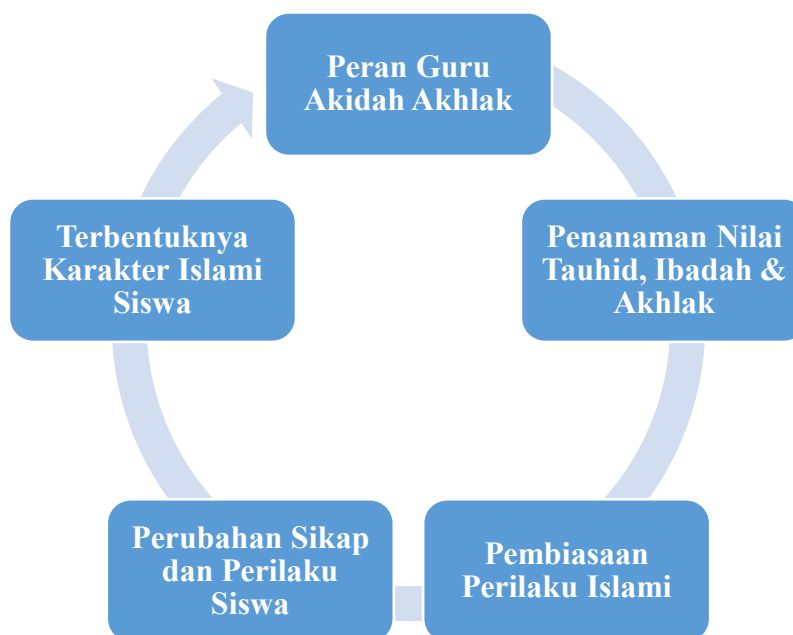 Peran Guru
Akidah Akhlak
Penanaman Nilai
Tauhid, Ibadah &
Akhlak
Pembiasaan
Perilaku Islami
Perubahan Sikap
dan Perilaku
Siswa
Terbentuknya
Karakter Islami
Siswa